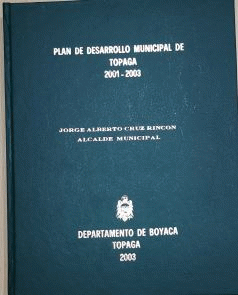 PLAN DE DESARROLLO MUNICIPAL DE
TOPAGA
2001-2003
JORGE ALBERTO CRUZ RINCON
ALCALDE MUNICIPAL
DEPARTAMENTO DE BOYACA
TOPAGA
2003